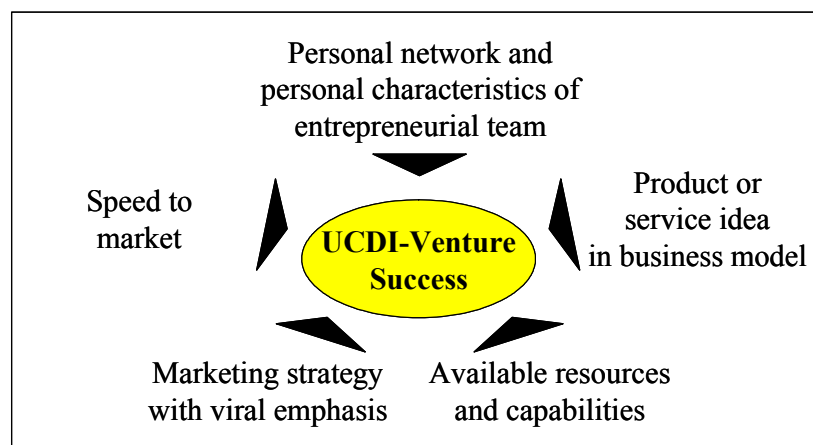 Personal network and
personal characteristics of
entrepreneurial team
Speed to
market
Product or
service idea
in business model
UCDI-Venture
Success
Marketing strategy
with viral emphasis
Available resources
and capabilities